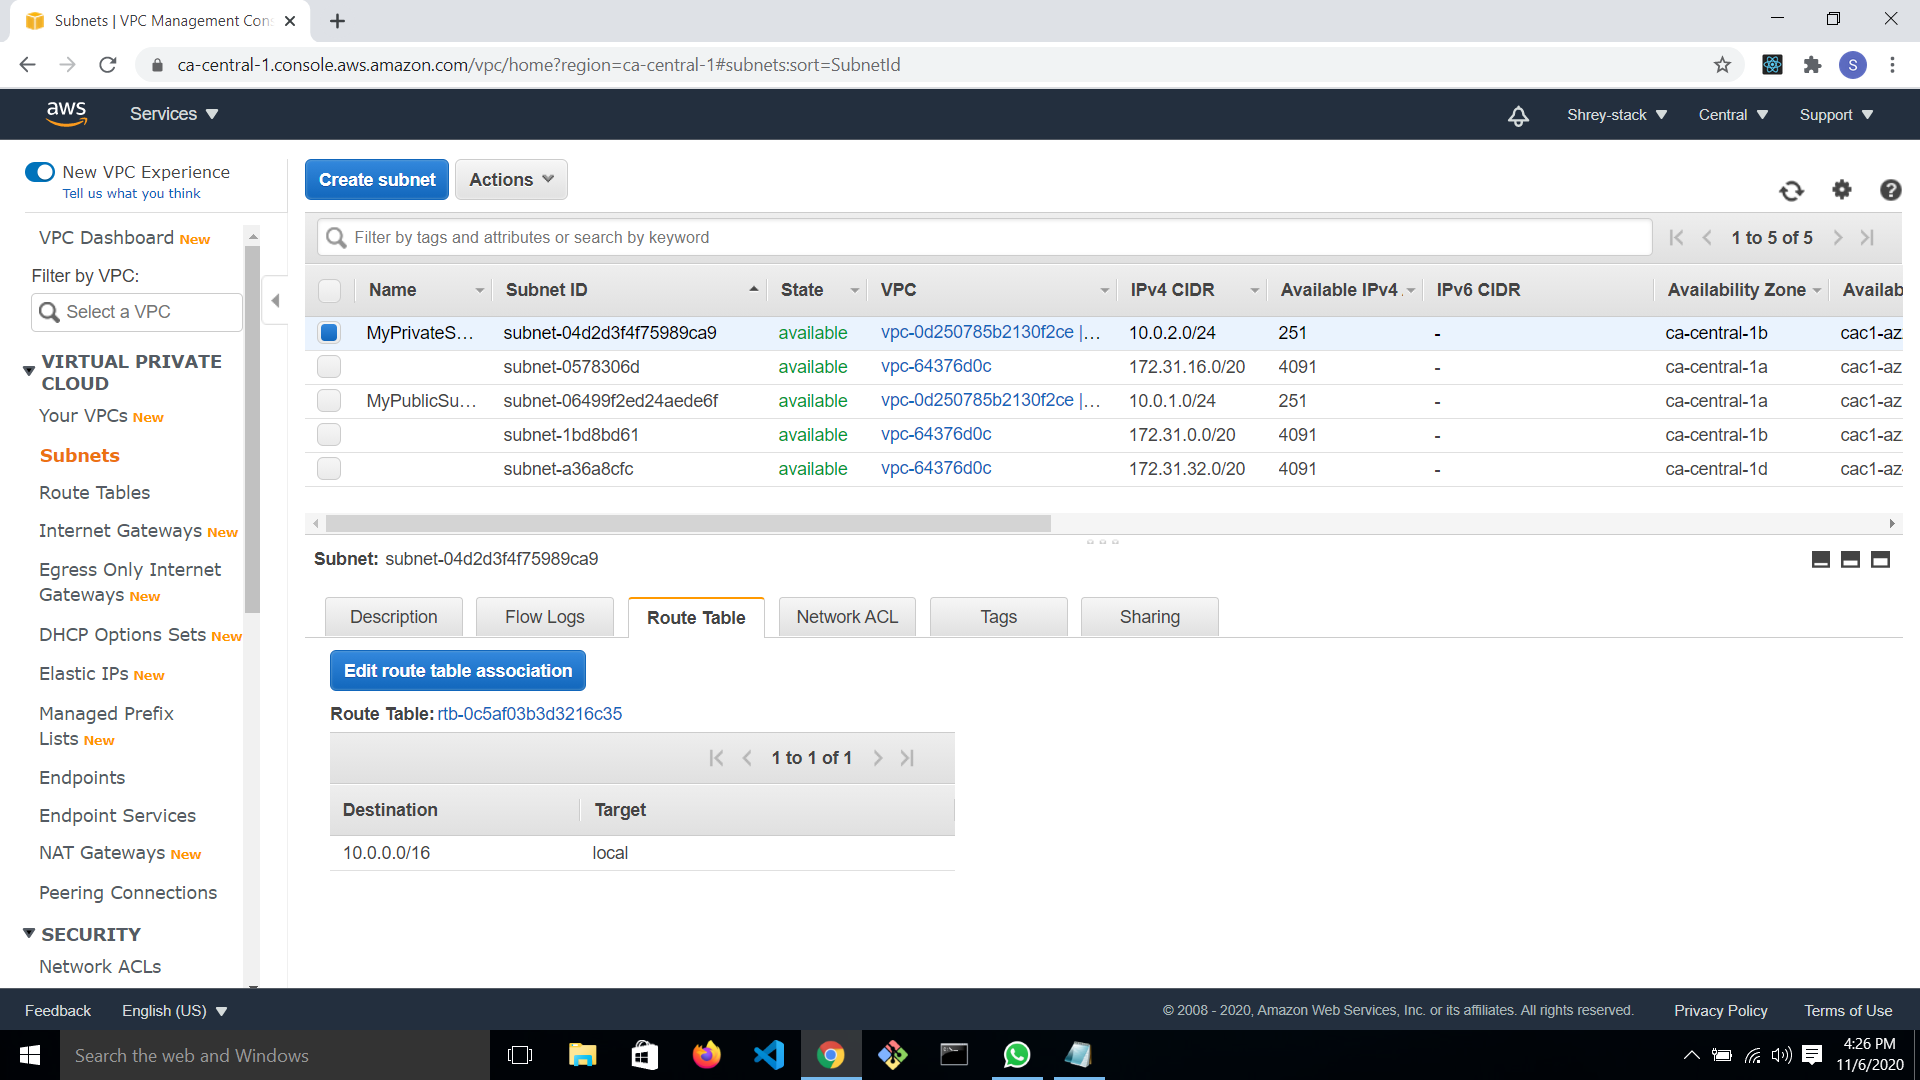 Subnets | VPC Management Con
ca-central-1.console.aws.amazon.com/vpc/home?region=ca-central-1#subnets:sort=SubnetId
S
aws
Services
Shrey-stack
Central
Support
New VPC Experience
Tell us what you think
Create subnet
Actions
VPC Dashboard New
Filter by VPC:
Select a VPC
VIRTUAL PRIVATE
CLOUD
Your VPCs New
Subnets
Route Tables
Internet Gateways New
Egress Only Internet
Gateways New
DHCP Options Sets New
Elastic IPs New
Managed Prefix
Lists New
Endpoints
Endpoint Services
NAT Gateways New
Peering Connections
SECURITY
Network ACLs
Filter by tags and attributes or search by keyword
1 to 5 of 5
Name Subnet ID State VPC IPv4 CIDR Available IPv4 . IPv6 CIDR Availability Zone Availab
MyPrivateS... subnet-04d2d3f4f75989ca9 available vpc-0d250785b2130f2ce |... 10.0.2.0/24 251 - ca-central-1b cac1-az
subnet-0578306d available vpc-64376d0c 172.31.16.0/20 4091 - ca-central-1a cac1-az
MyPublicSu... subnet-06499f2ed24aede6f available vpc-0d250785b2130f2ce |... 10.0.1.0/24 251 - ca-central-1a cac1-az
subnet-1bd8bd61 available vpc-64376d0c 172.31.0.0/20 4091 - ca-central-1b cac1-az
subnet-a36a8cfc available vpc-64376d0c 172.31.32.0/20 4091 - ca-central-1d cac1-az
Subnet: subnet-04d2d3f4f75989ca9
Description Flow Logs Route Table Network ACL Tags Sharing
Edit route table association
Route Table: rtb-0c5af03b3d3216c35
1 to 1 of 1
Destination Target
10.0.0.0/16 local
Feedback English (US)
© 2008 - 2020, Amazon Web Services, Inc. or its affiliates. All rights reserved. Privacy Policy Terms of Use
Search the web and Windows
4:26 PM
11/6/2020